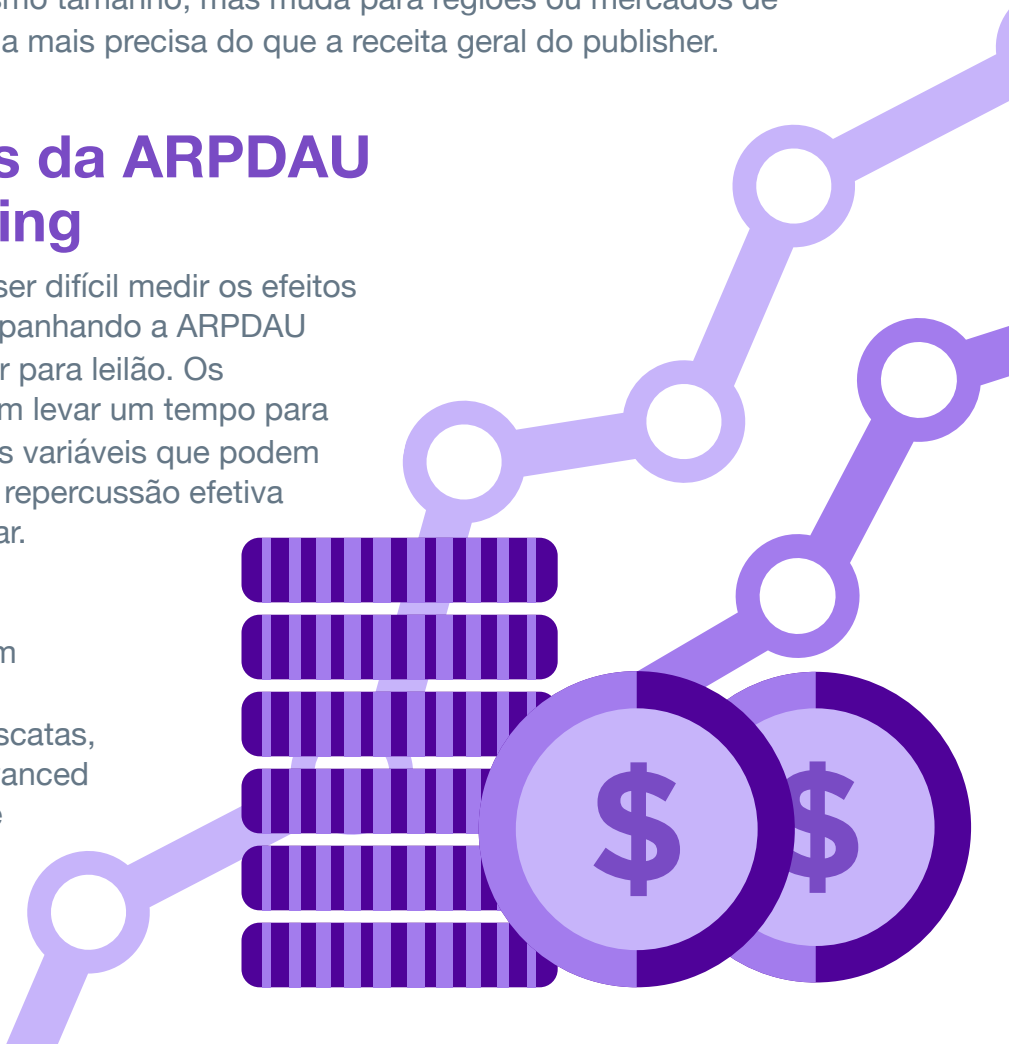 smo tamanho, mas muda para regiões ou mercados de
a mais precisa do que a receita geral do publisher.
s da ARPDAU
ing
ser difícil medir os efeitos
panhando a ARPDAU
r para leilão. Os
m levar um tempo para
s variáveis que podem
repercussão efetiva
ar.
m
scatas,
anced
e
$ $